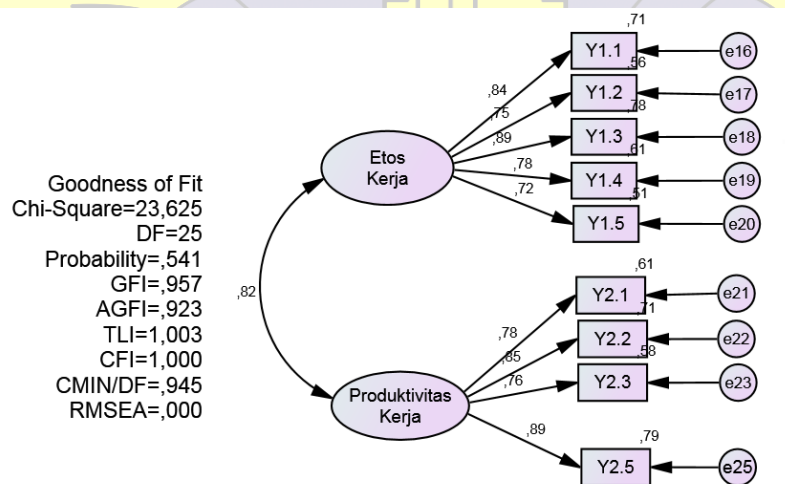 Goodness of Fit
Chi-Square=23,625
DF=25
Probability=,541
GFI=,957
AGFI=,923
TLI=1,003
CFI=1,000
CMIN/DF=,945
RMSEA=,000
,82
Etos
Kerja
Produktivitas
Kerja
,84
,75
,89
,78
,72
,71
Y1.1
e16
,56
Y1.2
e17
,78
Y1.3
e18
,61
Y1.4
e19
,51
Y1.5
e20
,78
,85
,76
,89
,61
Y2.1
e21
,71
Y2.2
e22
,58
Y2.3
e23
,79
Y2.5
e25